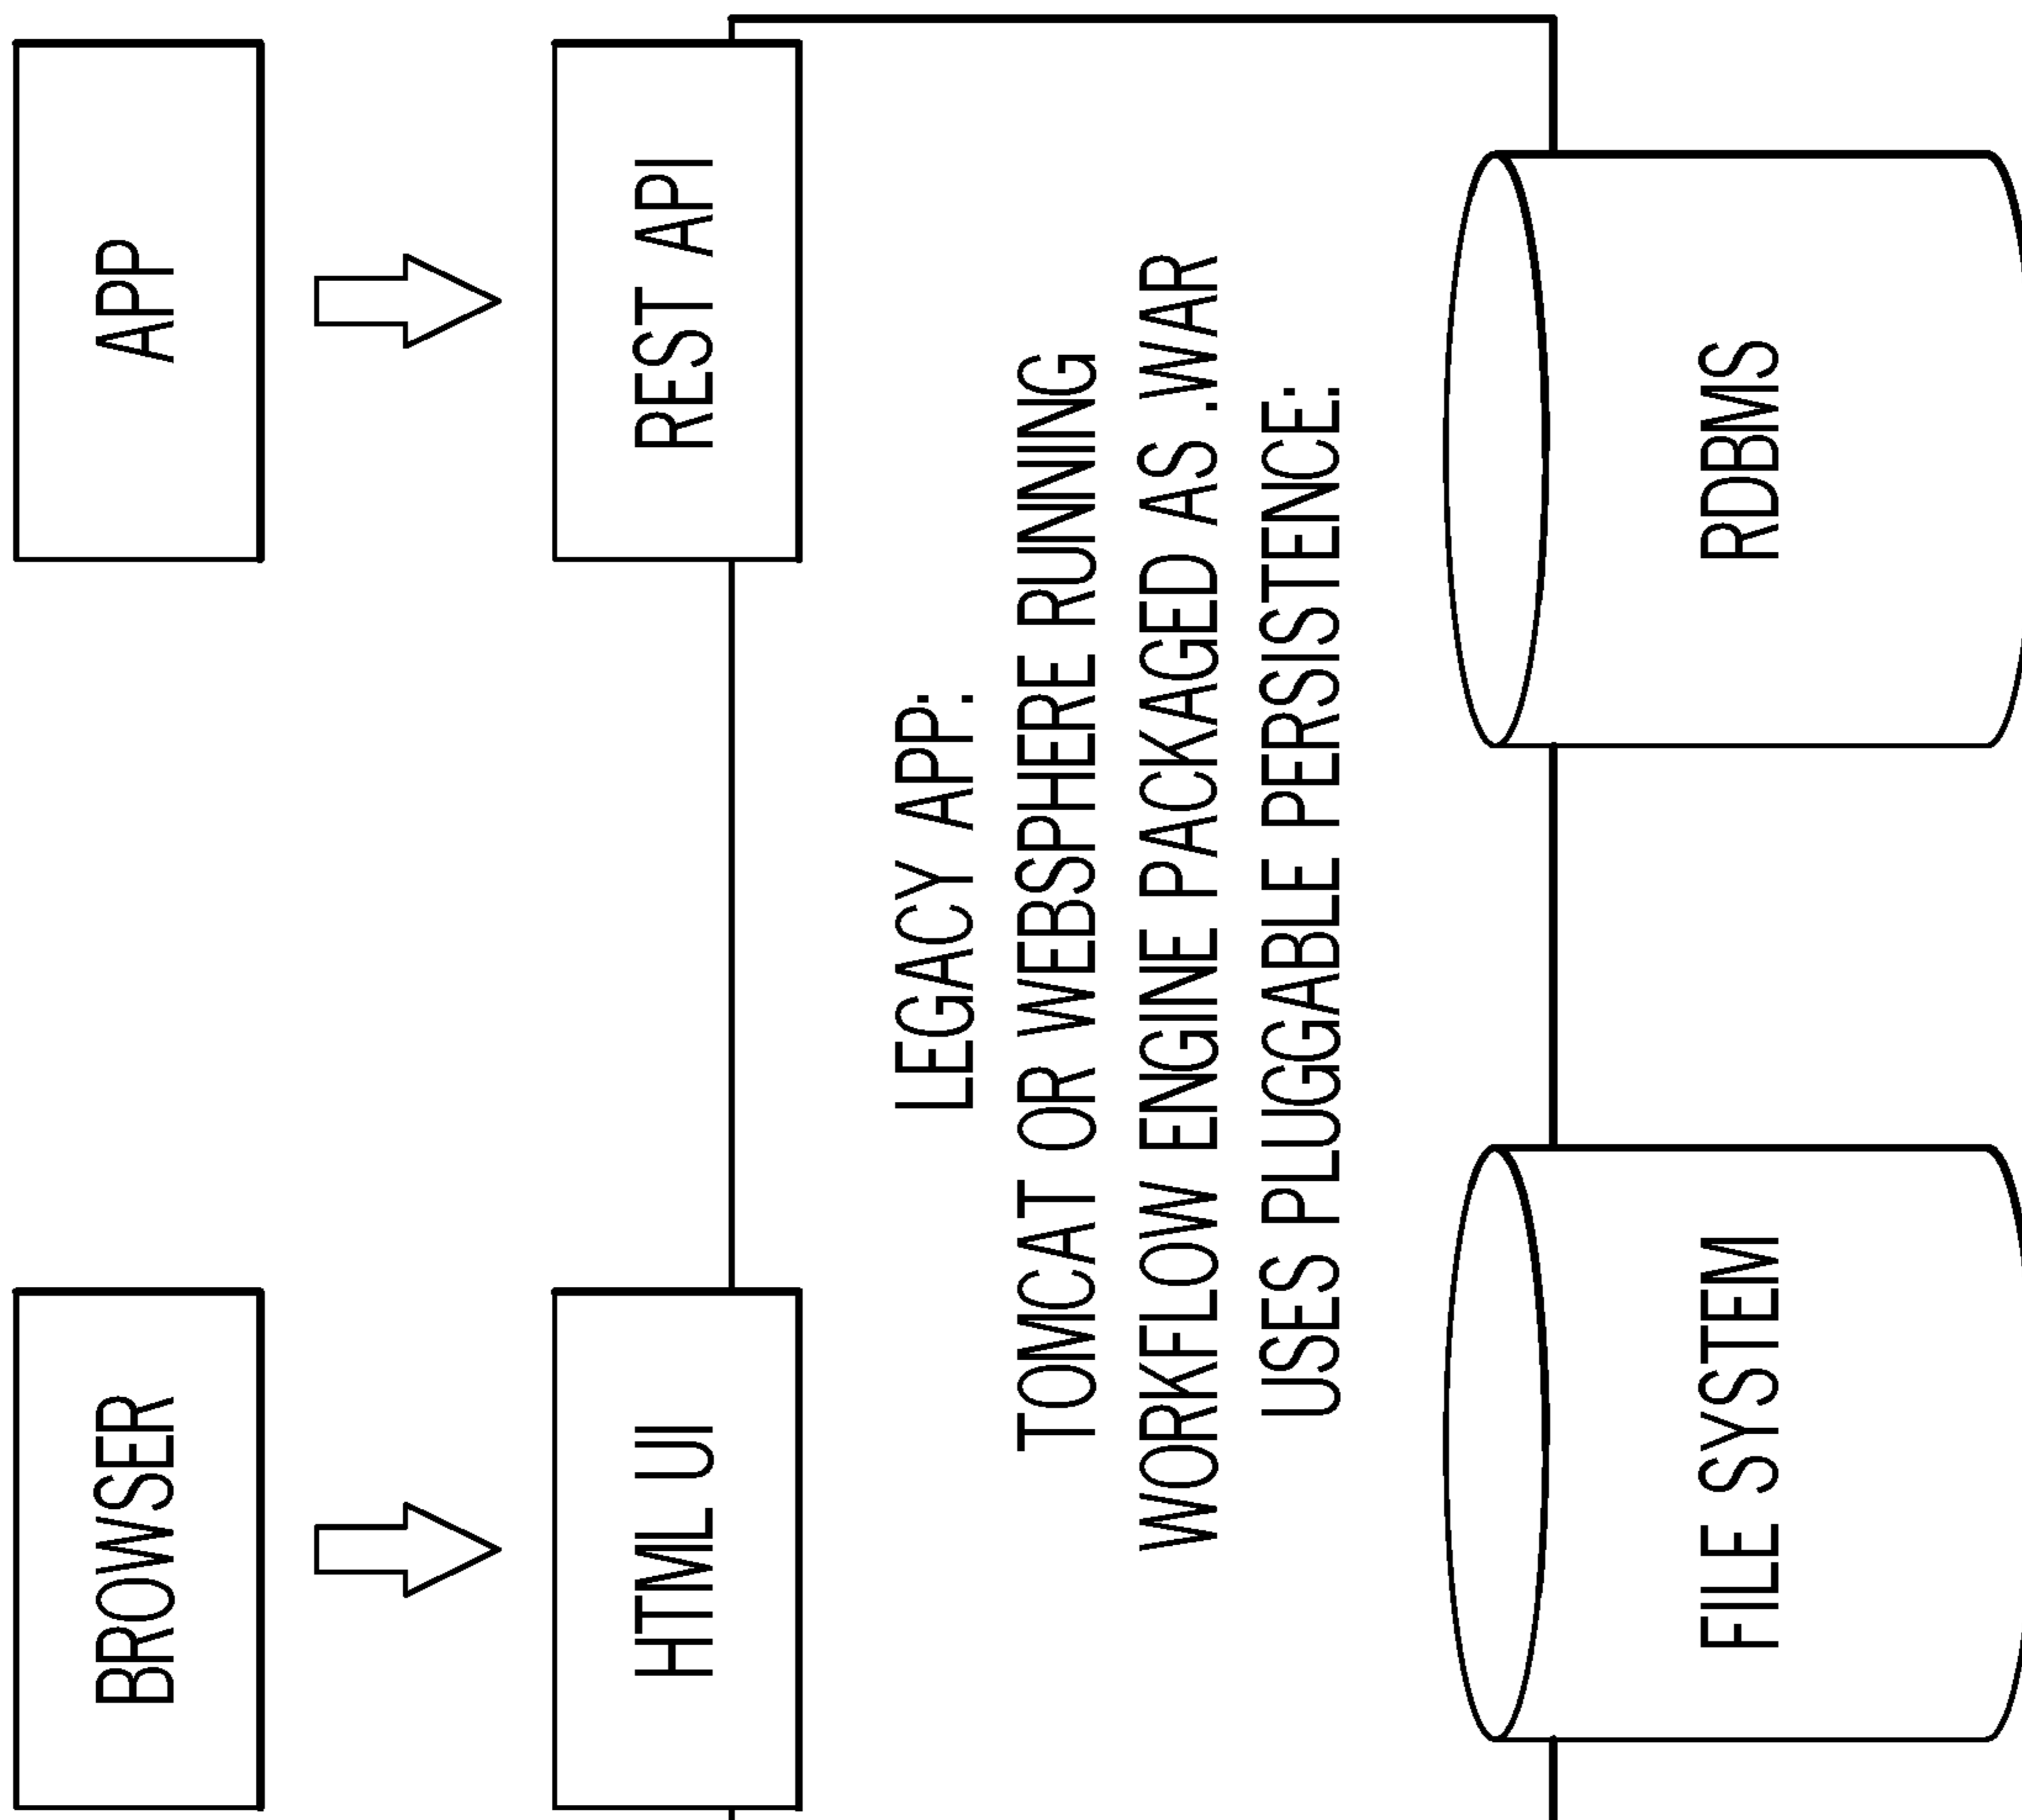 BROWSER
APP
HTML UI
REST API
LEGACY APP:
TOMCAT OR WEBSPHERE RUNNING
WORKFLOW ENGINE PACKAGED AS .WAR
USES PLUGGABLE PERSISTENCE:
FILE SYSTEM
RDBMS